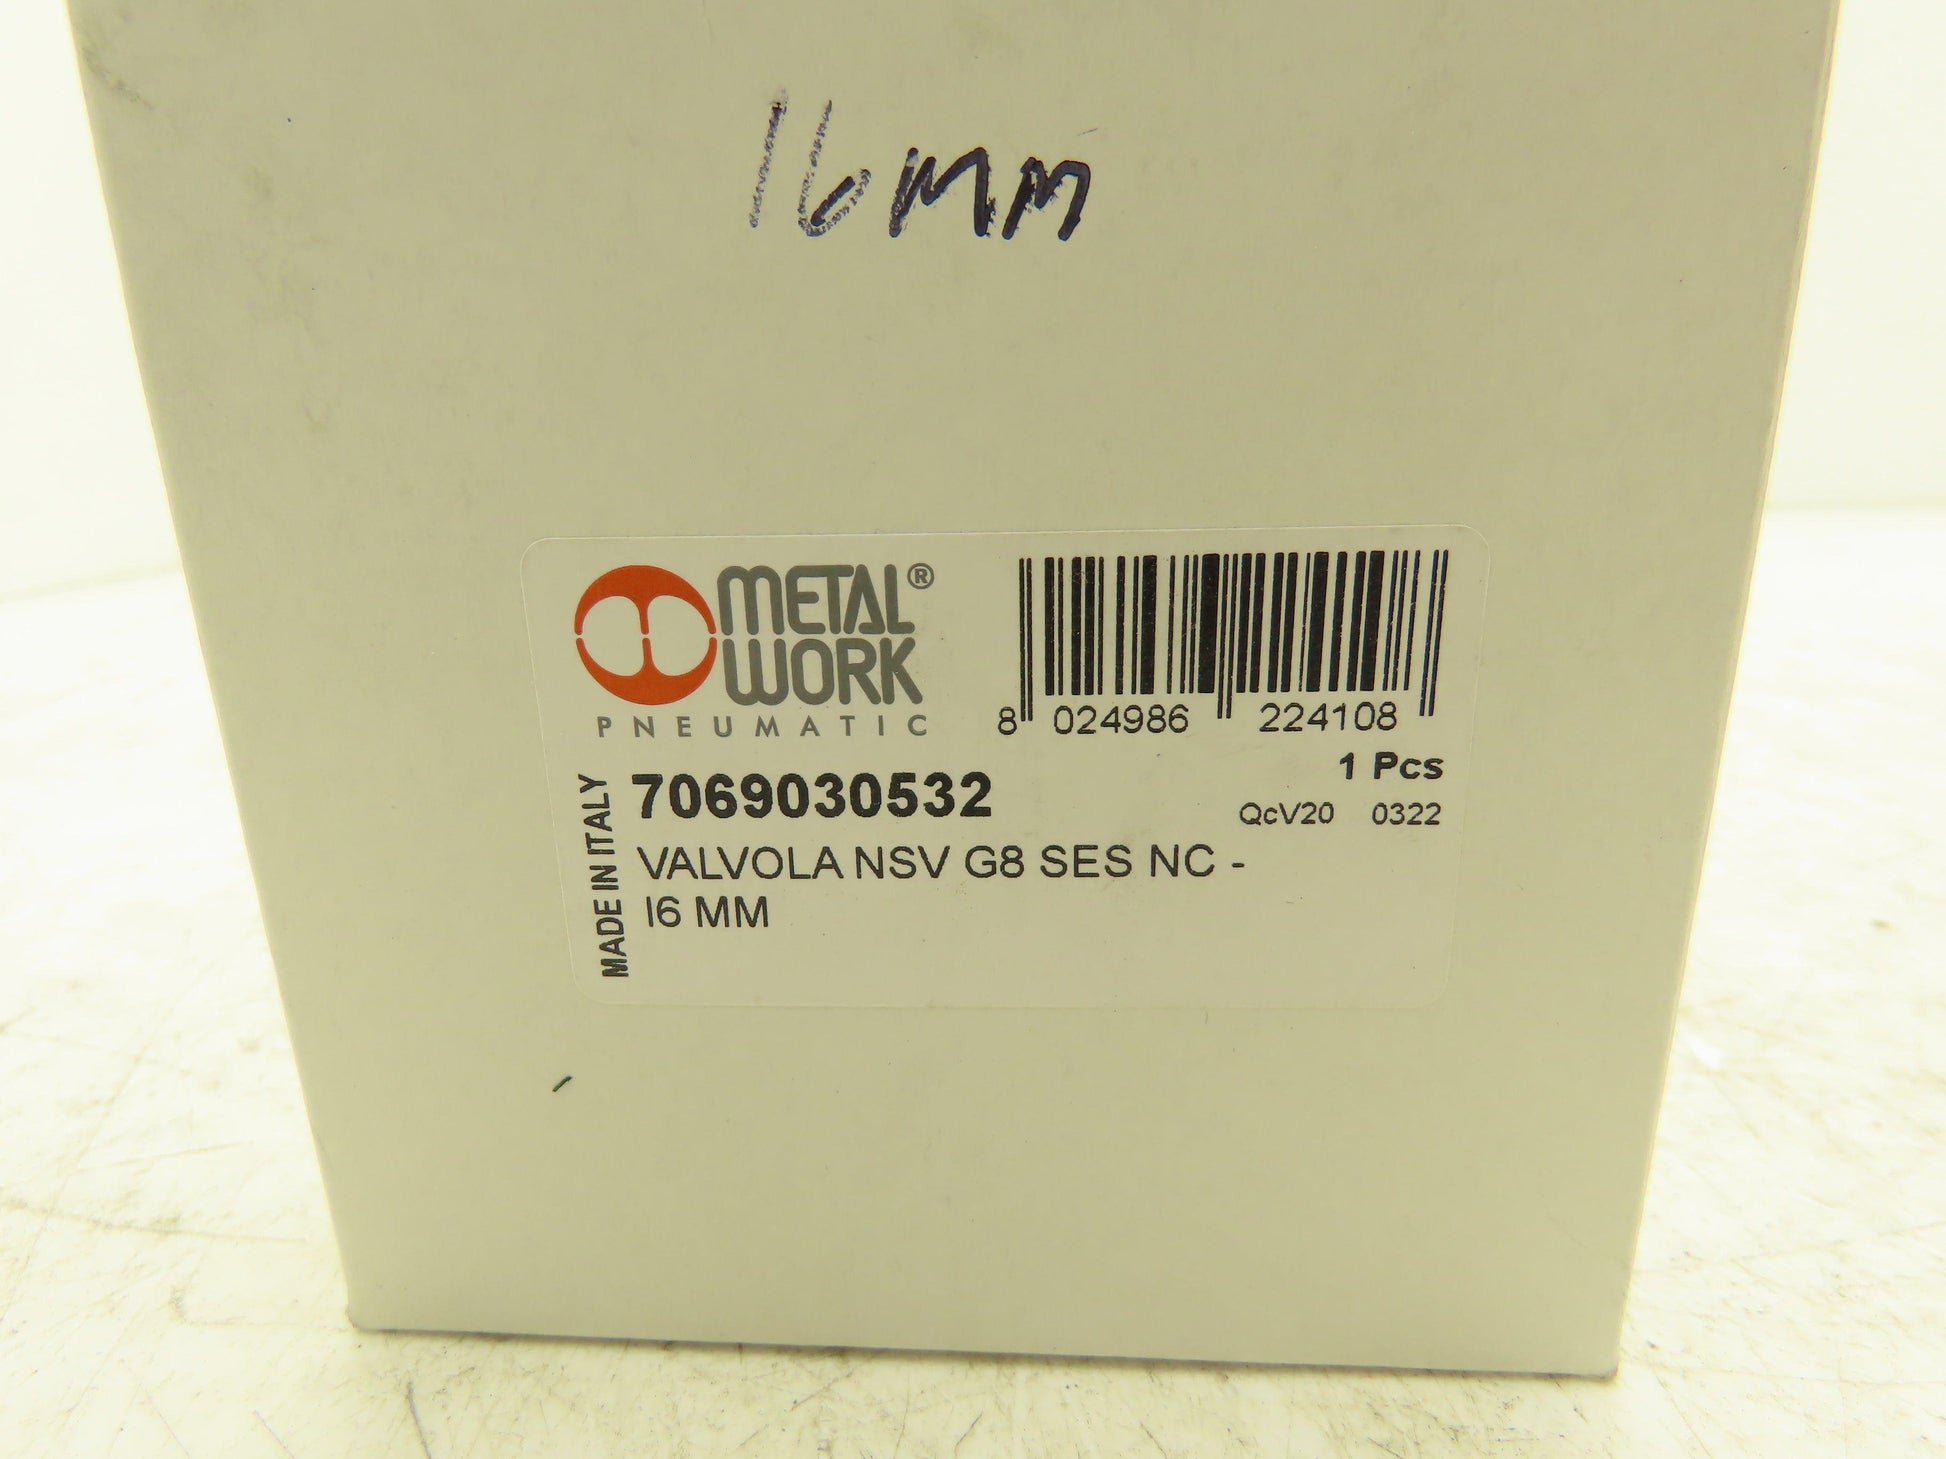 16MM
METAL®
WORK
PNEUMATIC
8 024986 224108
1 Pcs
7069030532
QcV20 0322
MADE IN ITALY
VALVOLA NSV G8 SES NC -
I6 MM